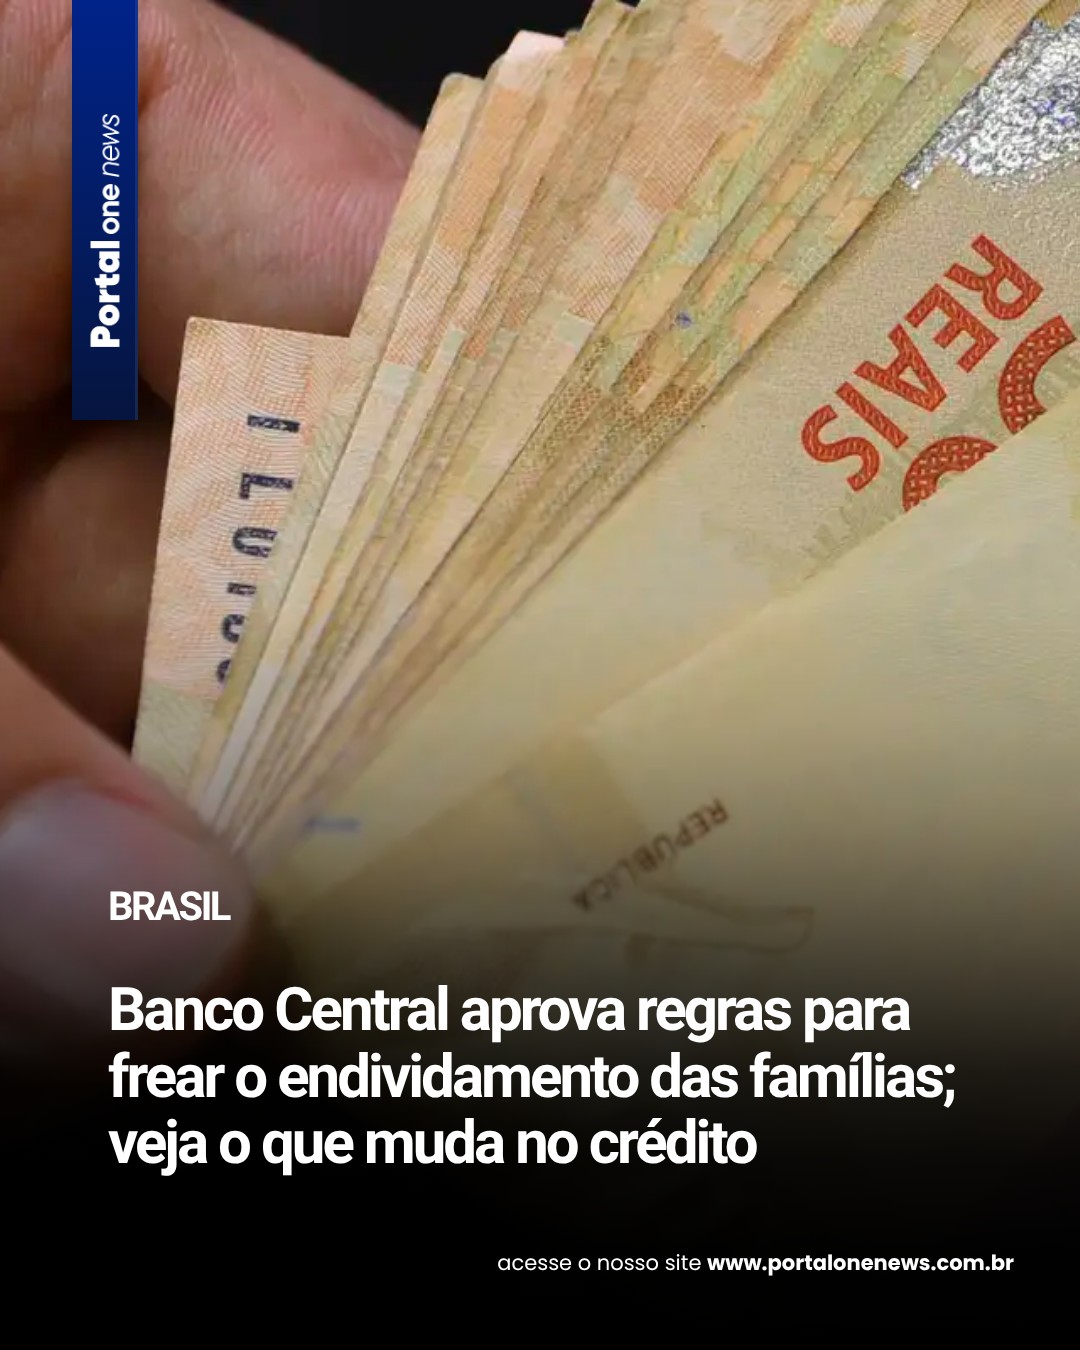 Portal one news
REAIS
REPUBLICA
BRASIL
Banco Central aprova regras para
frear o endividamento das famílias;
veja o que muda no crédito
acesse o nosso site www.portalonenews.com.br